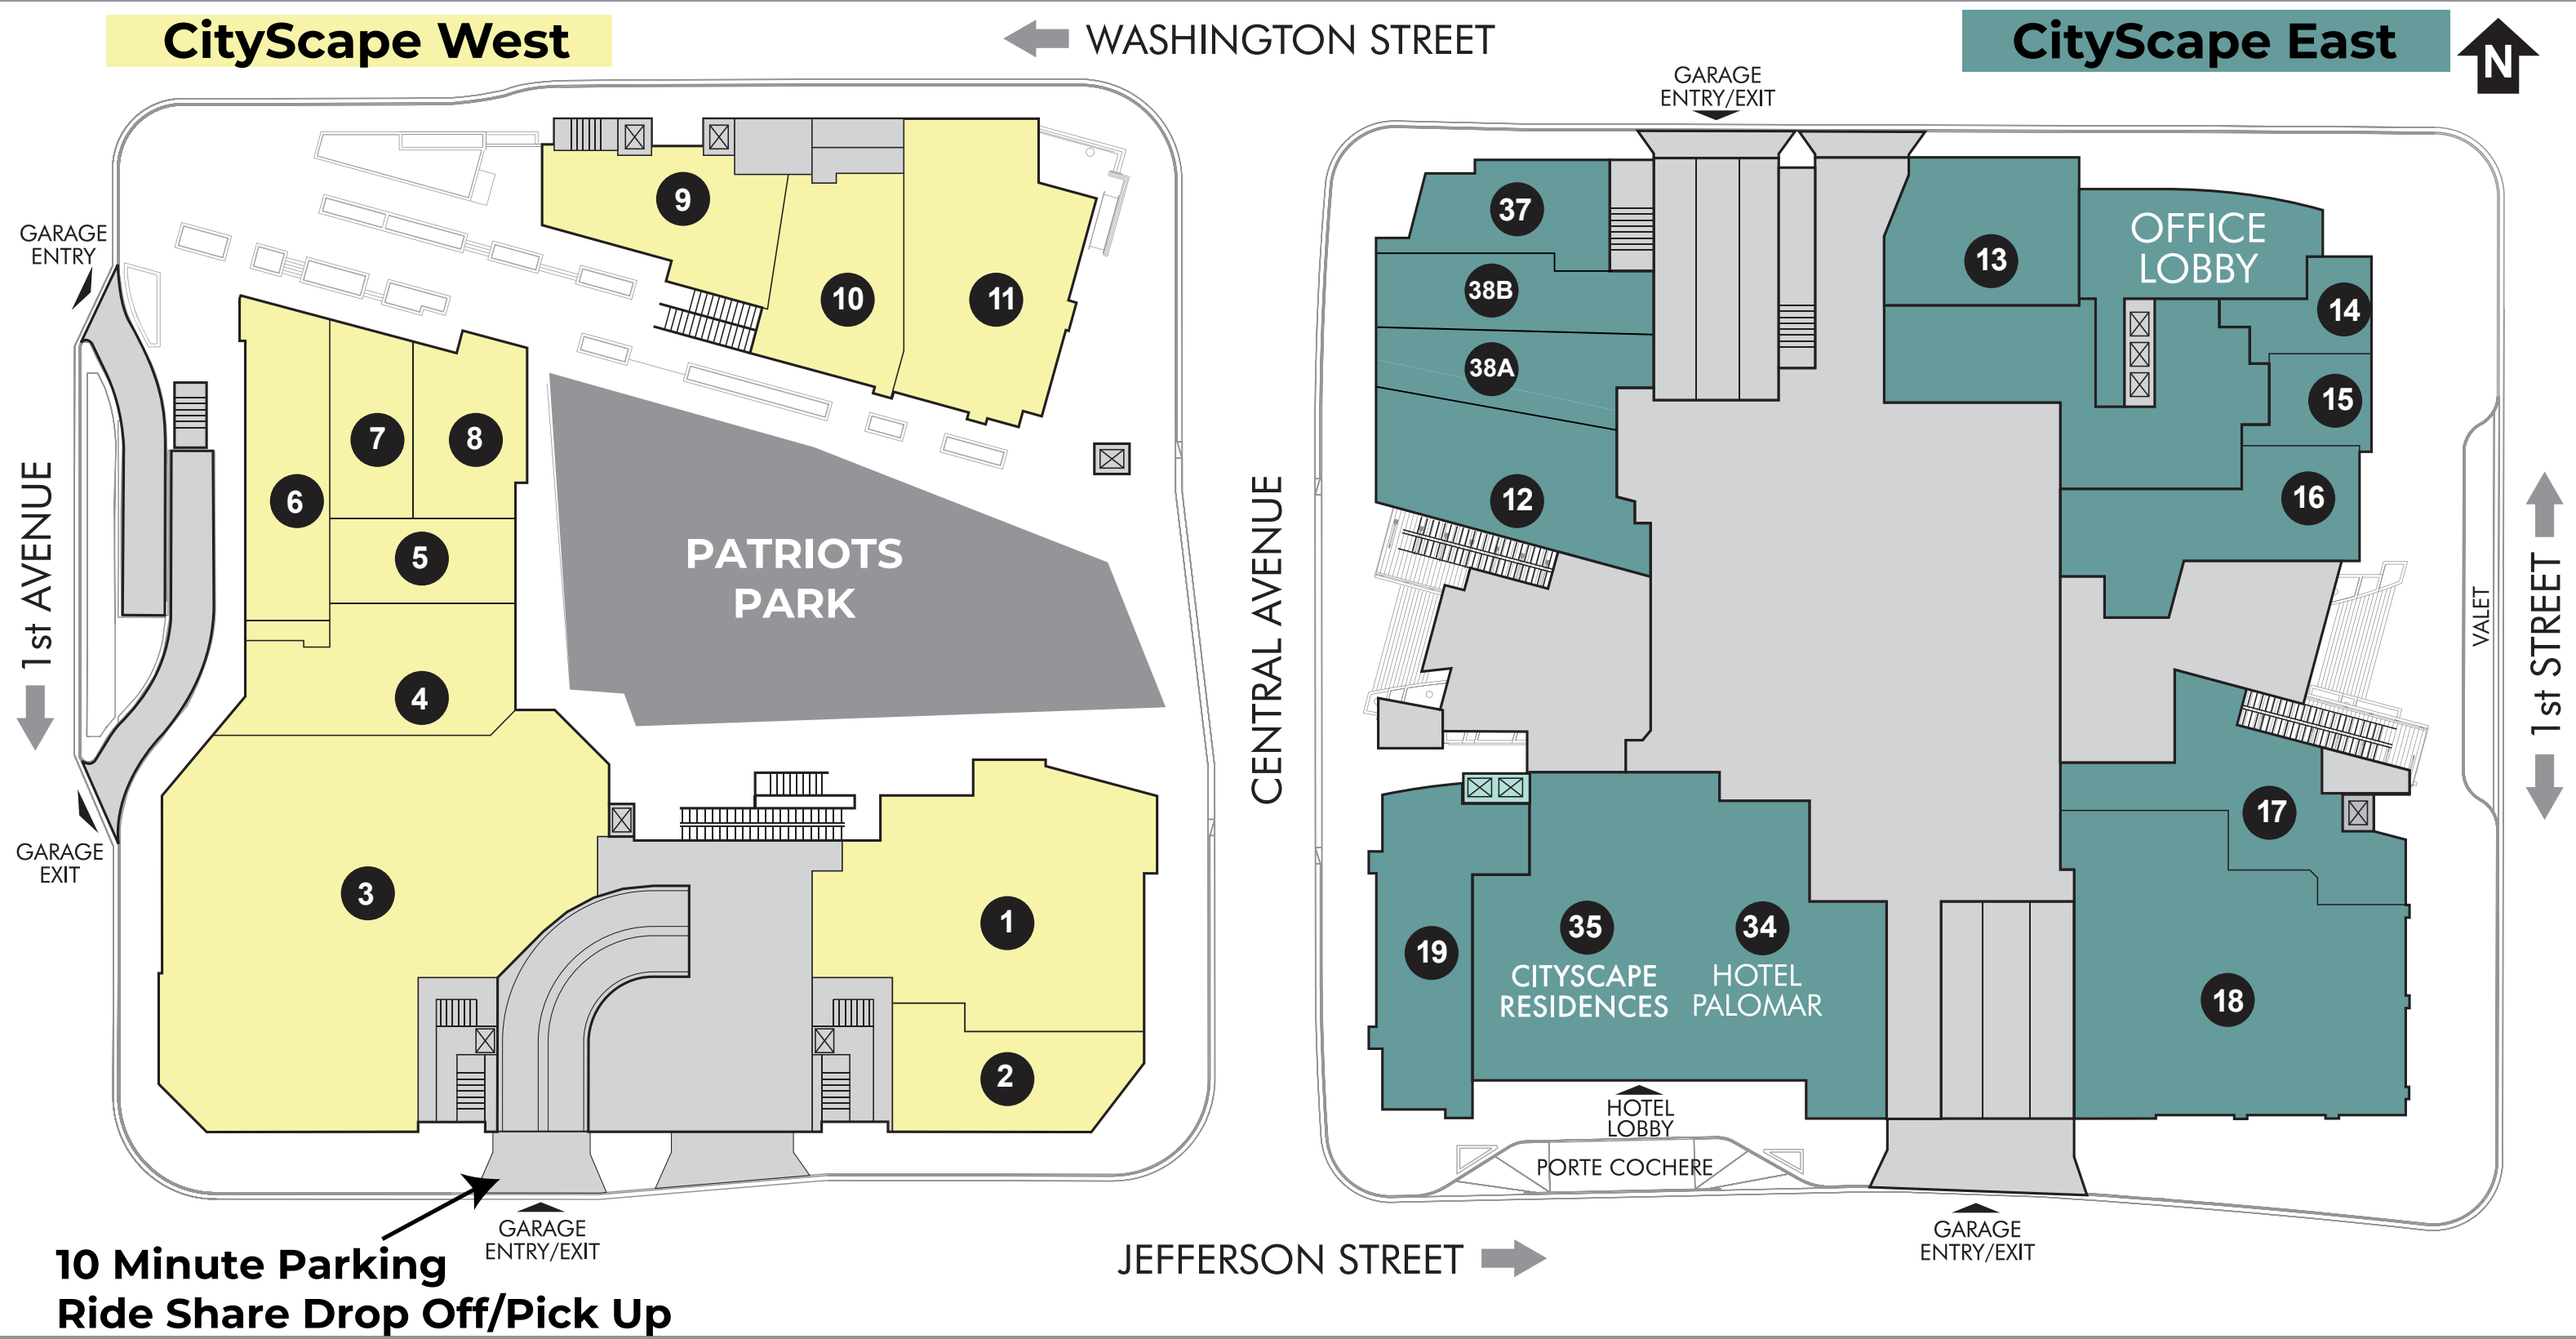 CityScape West
WASHINGTON STREET
CityScape East
N
GARAGE
ENTRY/EXIT
GARAGE
ENTRY
9
10
11
37
38B
38A
12
13
OFFICE
LOBBY
14
15
16
6
7
8
5
4
PATRIOTS
PARK
1st AVENUE
CENTRAL AVENUE
VALET
1st STREET
GARAGE
EXIT
3
1
2
17
18
19
35
CITYSCAPE
RESIDENCES
34
HOTEL
PALOMAR
HOTEL
LOBBY
PORTE COCHERE
GARAGE
ENTRY/EXIT
GARAGE
ENTRY/EXIT
JEFFERSON STREET
10 Minute Parking
Ride Share Drop Off/Pick Up